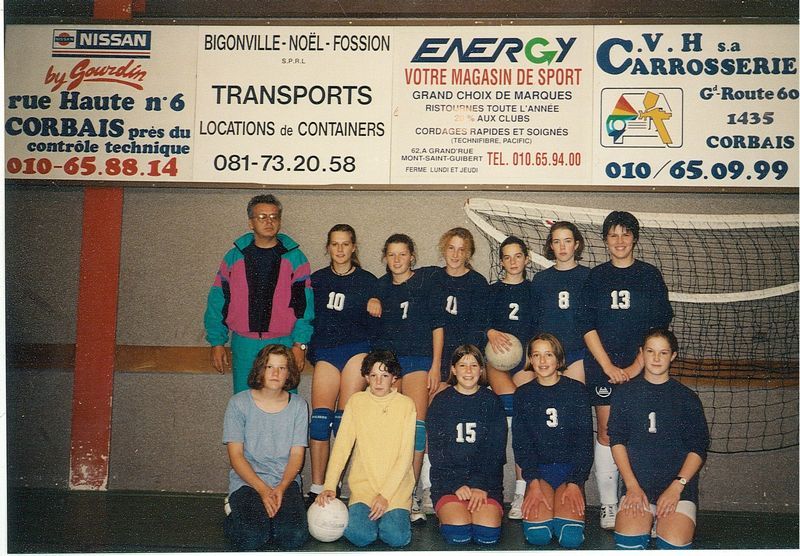 NISSAN
by Gourdin
rue Haute n°6
CORBAIS près du
contrôle technique
010-65.88.14
BIGONVILLE-NOËL-FOSSION
S.P.R.L
TRANSPORTS
LOCATIONS de CONTAINERS
081-73.20.58
ENERGY
VOTRE MAGASIN DE SPORT
GRAND CHOIX DE MARQUES
RISTOURNES TOUTE L'ANNÉE
20 % AUX CLUBS
CORDAGES RAPIDES ET SOIGNÉS
(TECHNIFIBRE, PACIFIC)
62,A GRAND'RUE
MONT-SAINT-GUIBERT
TEL. 010.65.94.00
FERME LUNDI ET JEUDI
C.V.H s.a
CARROSSERIE
Gd-Route 60
1435
CORBAIS
010/65.09.99
10
7
11
2
8
13
15
3
1